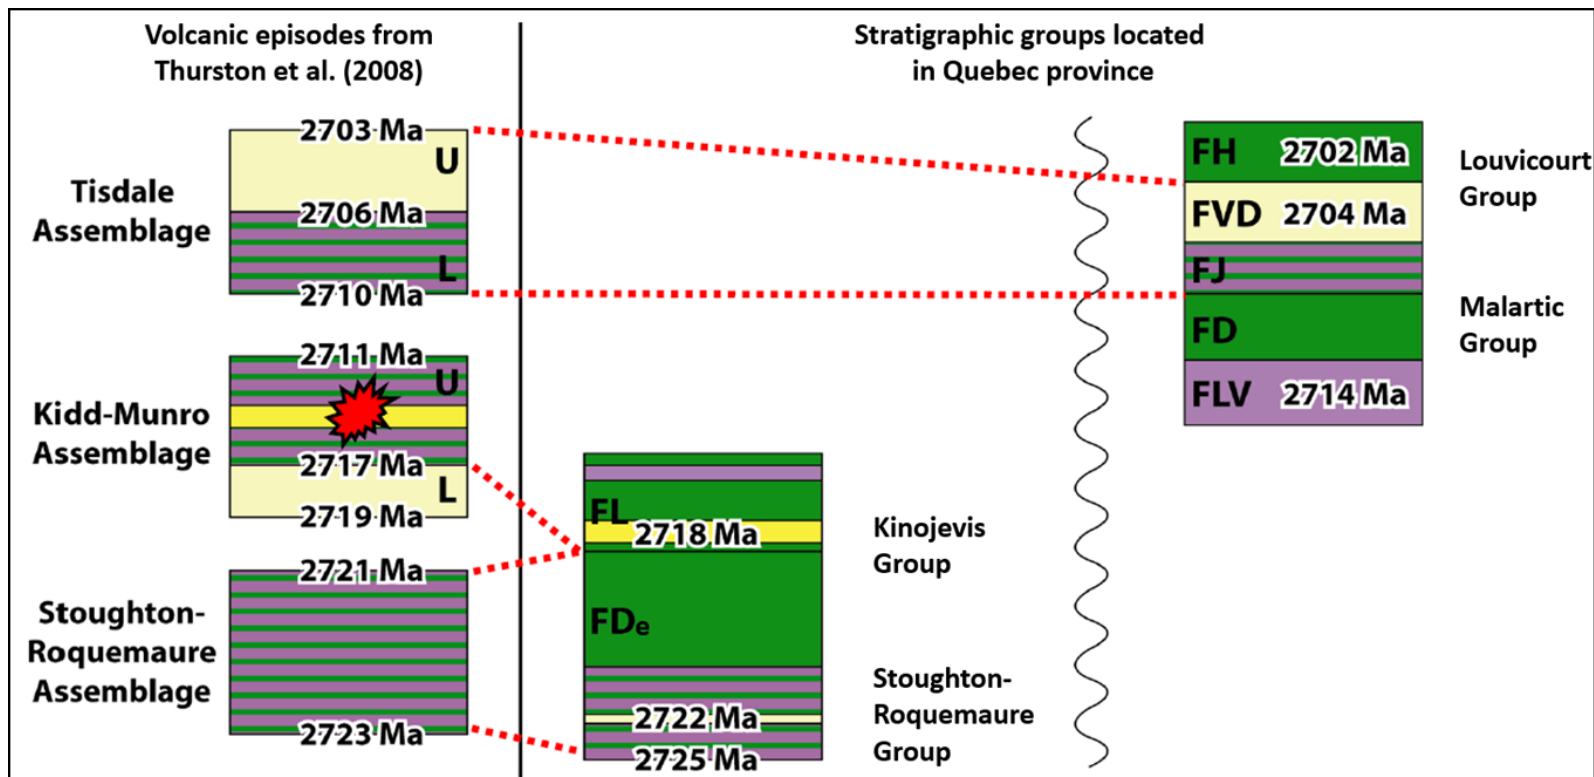 Volcanic episodes from
Thurston et al. (2008)
Stratigraphic groups located
in Quebec province
Tisdale
Assemblage
2703 Ma
U
2706 Ma
L
2710 Ma
Kidd-Munro
Assemblage
2711 Ma
U
2717 Ma
L
2719 Ma
Stoughton-
Roquemaure
Assemblage
2721 Ma
2723 Ma
FL
2718 Ma
FDe
2722 Ma
2725 Ma
Kinojevis
Group
Stoughton-
Roquemaure
Group
FH 2702 Ma
FVD 2704 Ma
FJ
FD
FLV 2714 Ma
Louvicourt
Group
Malartic
Group